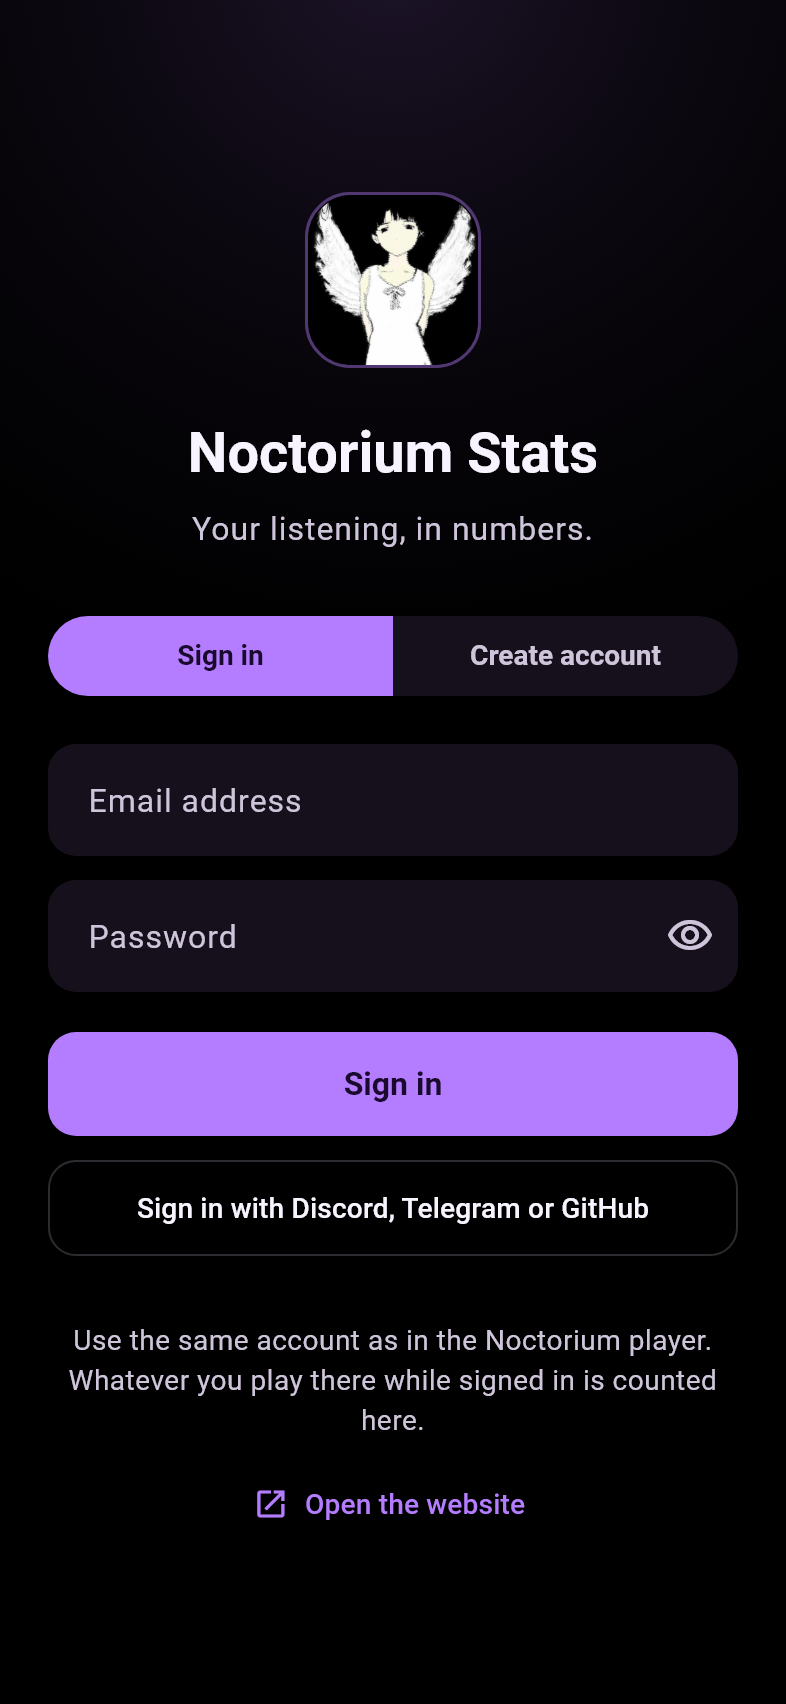 Noctorium Stats
Your listening, in numbers.
Sign in
Create account
Email address
Password
Sign in
Sign in with Discord, Telegram or GitHub
Use the same account as in the Noctorium player.
Whatever you play there while signed in is counted
here.
Open the website